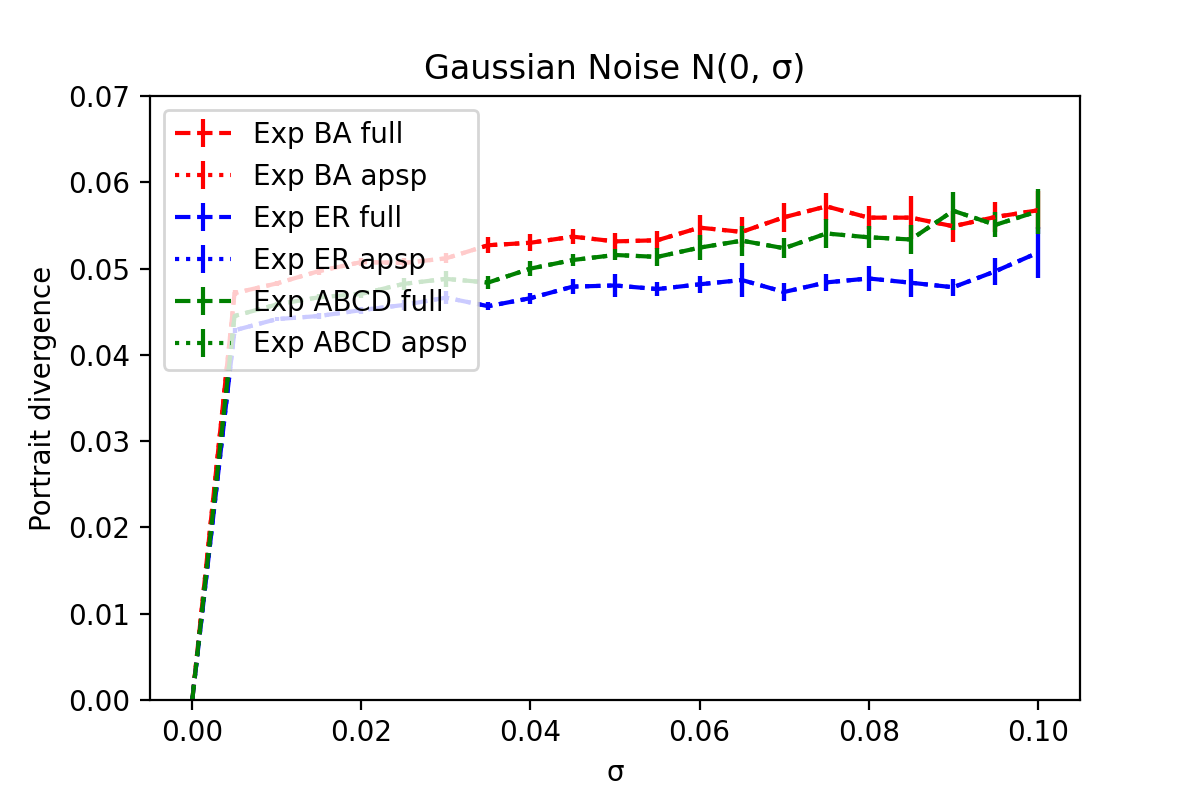 Gaussian Noise N(0, σ)
0.07
0.06
0.05
0.04
0.03
0.02
0.01
0.00
Portrait divergence
Exp BA full
Exp BA apsp
Exp ER full
Exp ER apsp
Exp ABCD full
Exp ABCD apsp
0.00 0.02 0.04 0.06 0.08 0.10
σ